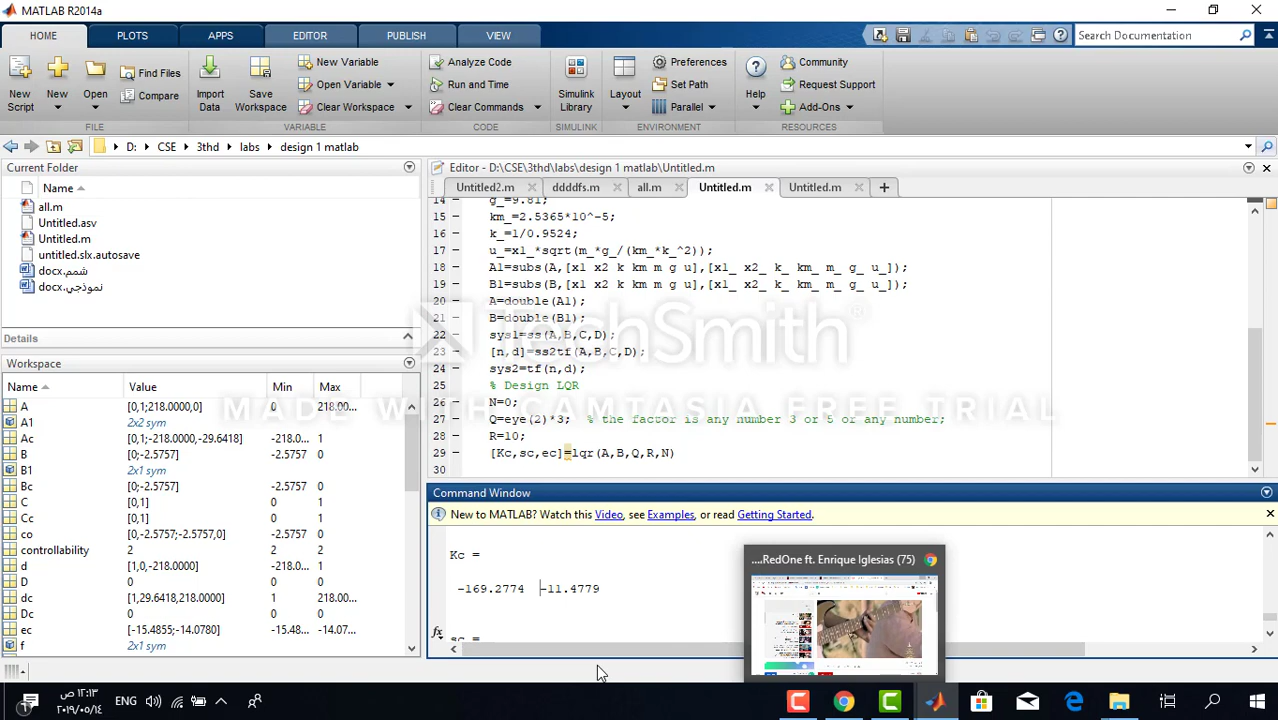 MATLAB R2014a
HOME PLOTS APPS EDITOR PUBLISH VIEW Search Documentation
New Script New Open Find Files Compare Import Data Save Workspace New Variable Open Variable Clear Workspace Analyze Code Run and Time Clear Commands Simulink Library Layout Preferences Set Path Parallel Help Community Request Support Add-Ons
FILE VARIABLE CODE SIMULINK ENVIRONMENT RESOURCES
D: CSE 3thd labs design 1 matlab
Current Folder
Name
all.m
Untitled.asv
Untitled.m
untitled.slx.autosave
شمم.docx
نموذجي.docx
Details
Workspace
Name Value Min Max
A [0,1;218.0000,0] 0 218.00...
A1 2x2 sym
Ac [0,1;-218.0000,-29.6418] -218.0... 1
B [0;-2.5757] -2.5757 0
B1 2x1 sym
Bc [0;-2.5757] -2.5757 0
C [0,1] 0 1
Cc [0,1] 0 1
co [0,-2.5757;-2.5757,0] -2.5757 0
controllability 2 2 2
d [1,0,-218.0000] -218.0... 1
D 0 0 0
dc [1,29.6418,218.0000] 1 218.00...
Dc 0 0 0
ec [-15.4855;-14.0780] -15.48... -14.07...
f 2x1 sym
Editor - D:\CSE\3thd\labs\design 1 matlab\Untitled.m
Untitled2.m ddddfs.m all.m Untitled.m Untitled.m
14 g_=9.81;
15 km_=2.5365*10^-5;
16 k_=1/0.9524;
17 u_=x1_*sqrt(m_*g_/(km_*k_^2));
18 A1=subs(A,[x1 x2 k km m g u],[x1_ x2_ k_ km_ m_ g_ u_]);
19 B1=subs(B,[x1 x2 k km m g u],[x1_ x2_ k_ km_ m_ g_ u_]);
20 A=double(A1);
21 B=double(B1);
22 sys1=ss(A,B,C,D);
23 [n,d]=ss2tf(A,B,C,D);
24 sys2=tf(n,d);
25 % Design LQR
26 N=0;
27 Q=eye(2)*3; % the factor is any number 3 or 5 or any number;
28 R=10;
29 [Kc,sc,ec]=lqr(A,B,Q,R,N)
30
TechSmith®
MADE WITH CAMTASIA FREE TRIAL
Command Window
New to MATLAB? Watch this Video, see Examples, or read Getting Started.
Kc =
-169.2774 -11.4779
fx sc =
...RedOne ft. Enrique Iglesias (75)
١٢:١٣ ص
٢٠١٩/٠٥/١٤
ENG
1